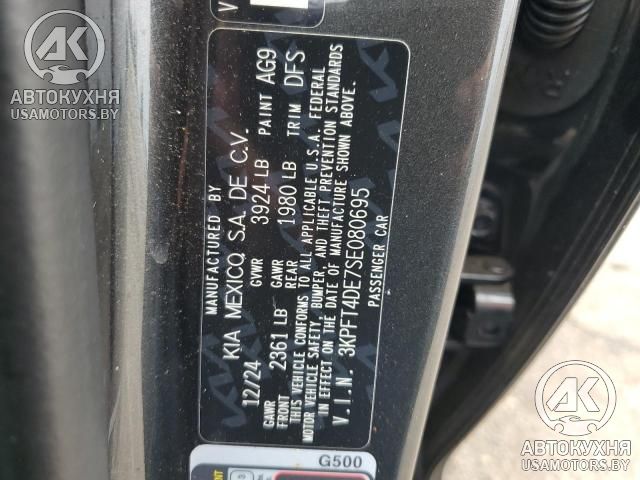 MANUFACTURED BY
12/24 KIA MEXICO, S.A. DE C.V.
GVWR 3924 LB PAINT AG9
GAWR FRONT 2361 LB GAWR REAR 1980 LB TRIM DFS
THIS VEHICLE CONFORMS TO ALL APPLICABLE U.S.A. FEDERAL
MOTOR VEHICLE SAFETY, BUMPER, AND THEFT PREVENTION STANDARDS
IN EFFECT ON THE DATE OF MANUFACTURE SHOWN ABOVE.
V.I.N. 3KPFT4DE7SE080695
PASSENGER CAR
G500
AK
АВТОКУХНЯ
USAMOTORS.BY
AK
АВТОКУХНЯ
USAMOTORS.BY